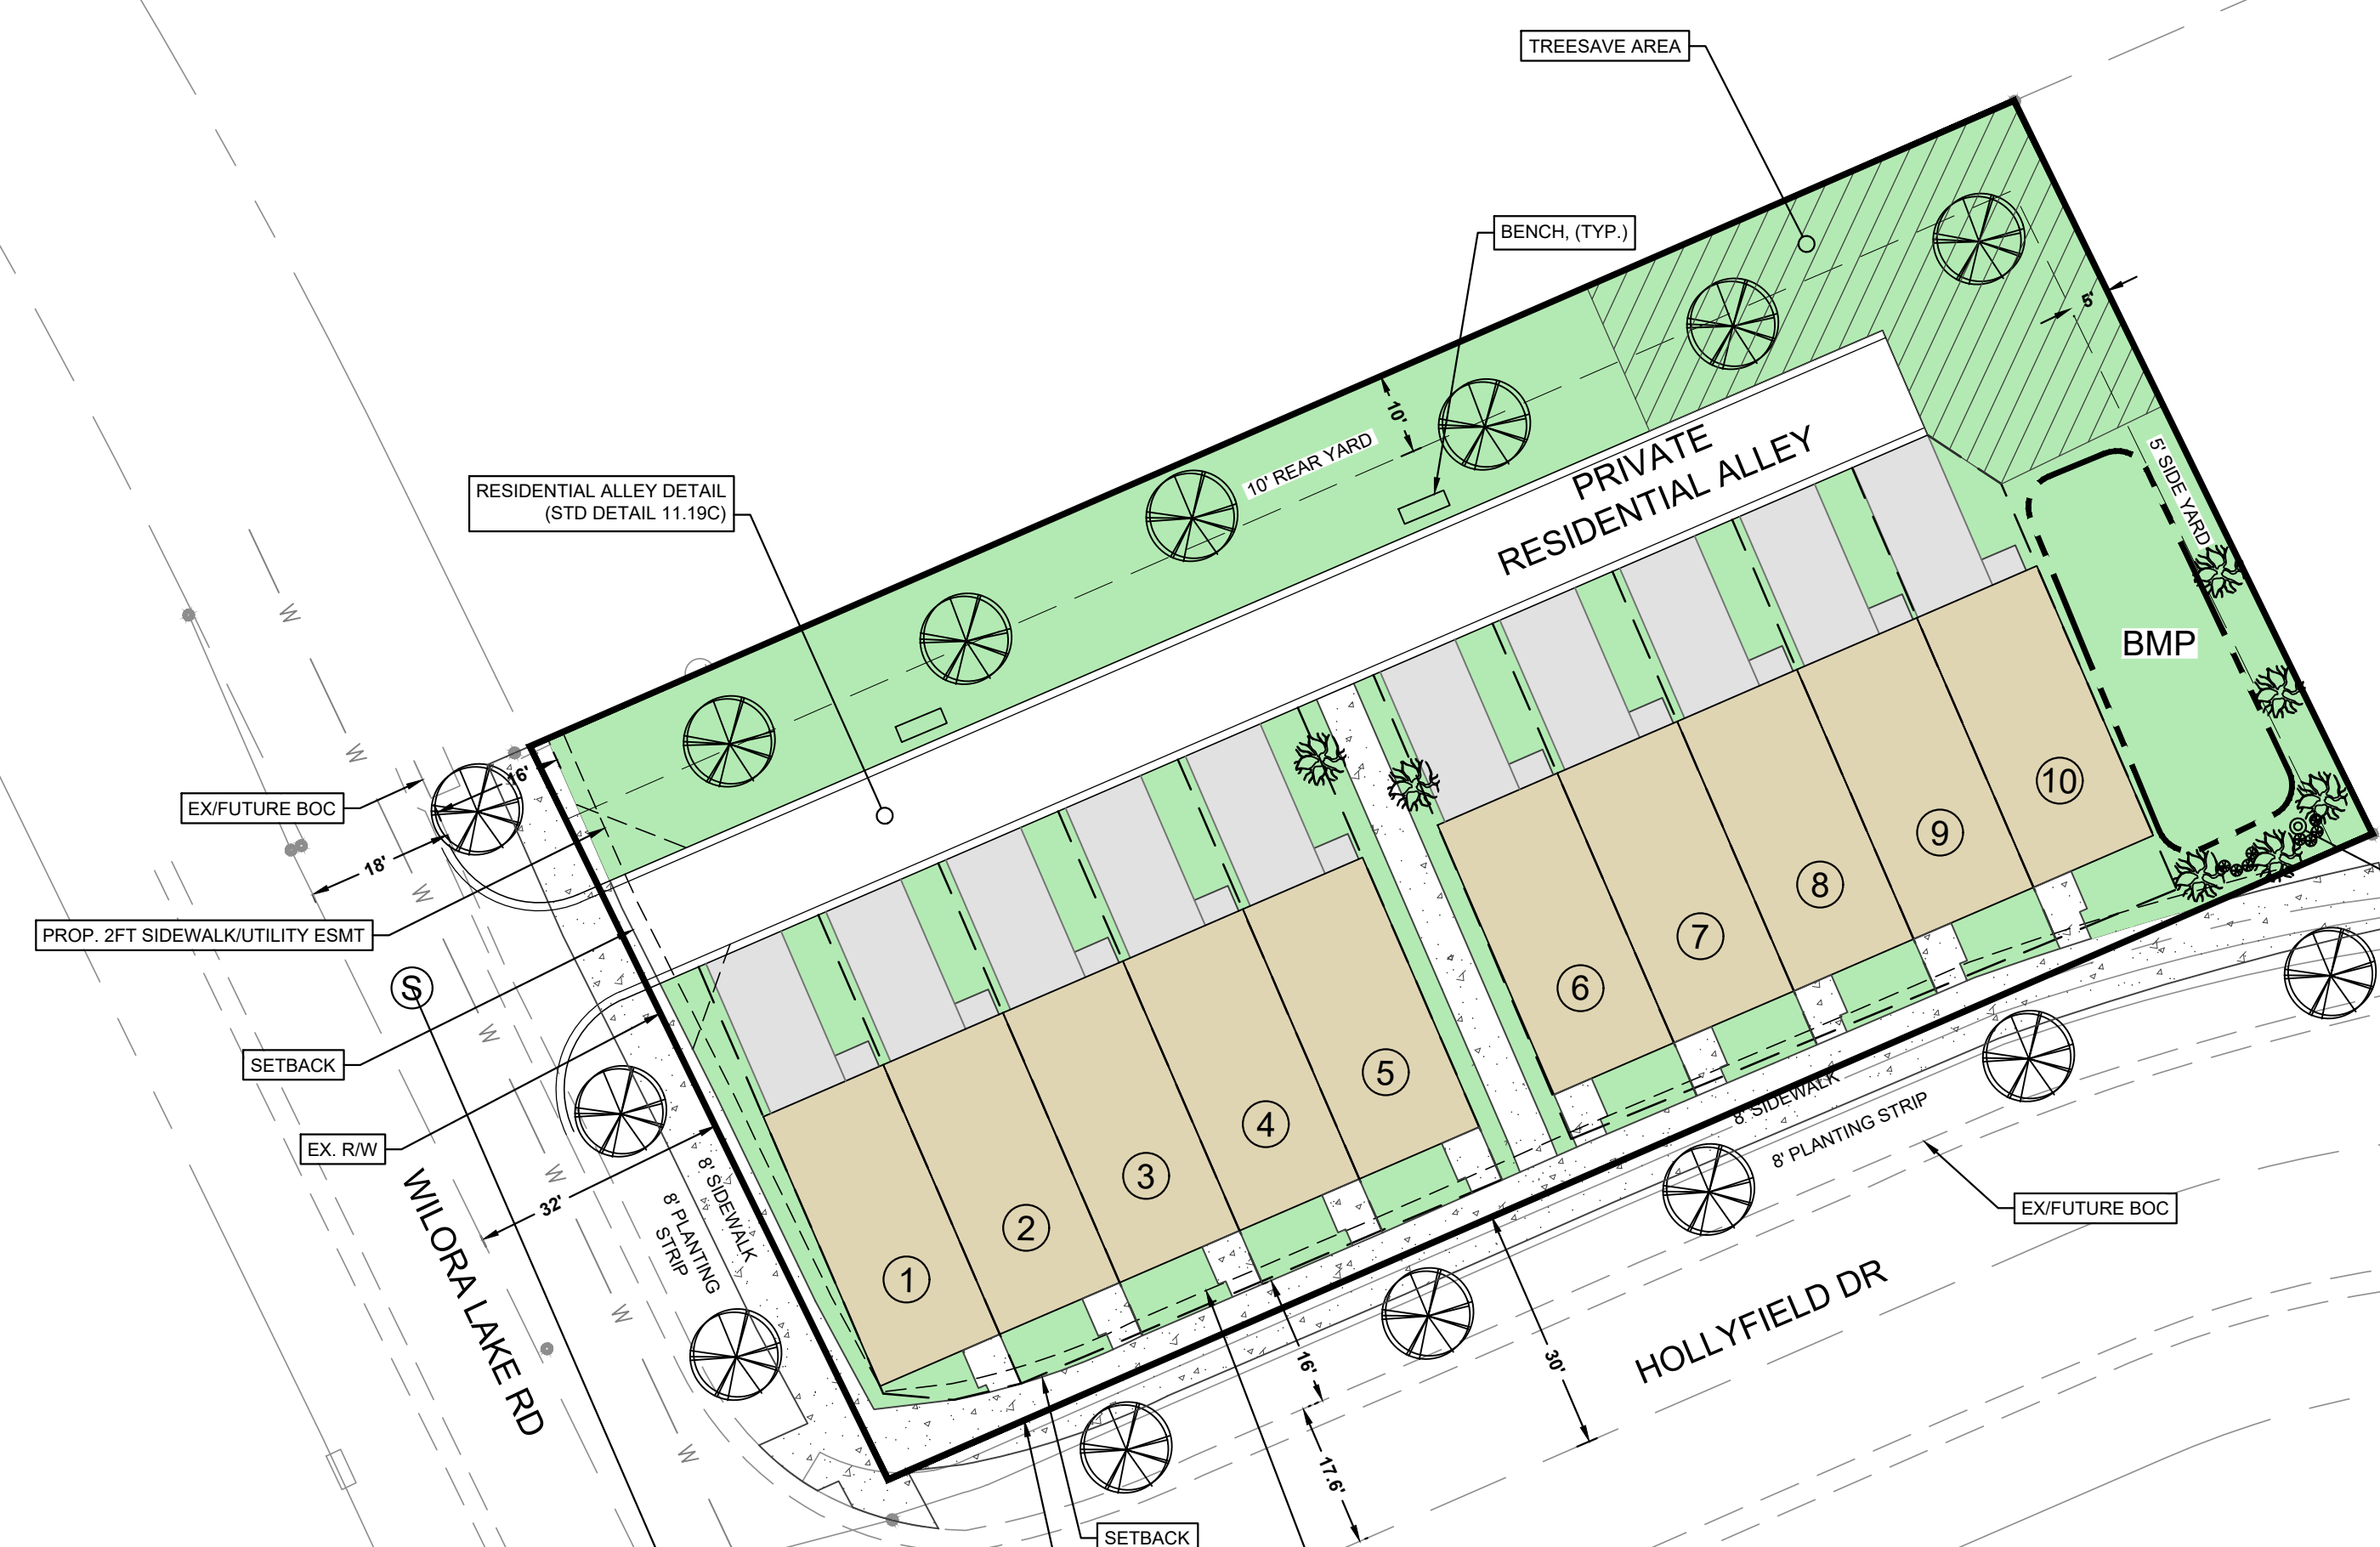 TREESAVE AREA
BENCH, (TYP.)
5'
10'
10' REAR YARD
PRIVATE
RESIDENTIAL ALLEY
5' SIDE YARD
RESIDENTIAL ALLEY DETAIL
(STD DETAIL 11.19C)
BMP
W
W
W
W
W
W
W
EX/FUTURE BOC
16'
18'
PROP. 2FT SIDEWALK/UTILITY ESMT
S
SETBACK
EX. R/W
32'
WILORA LAKE RD
8' SIDEWALK
8' PLANTING
STRIP
1
2
3
4
5
6
7
8
9
10
8' SIDEWALK
8' PLANTING STRIP
EX/FUTURE BOC
HOLLYFIELD DR
16'
30'
17.6'
SETBACK